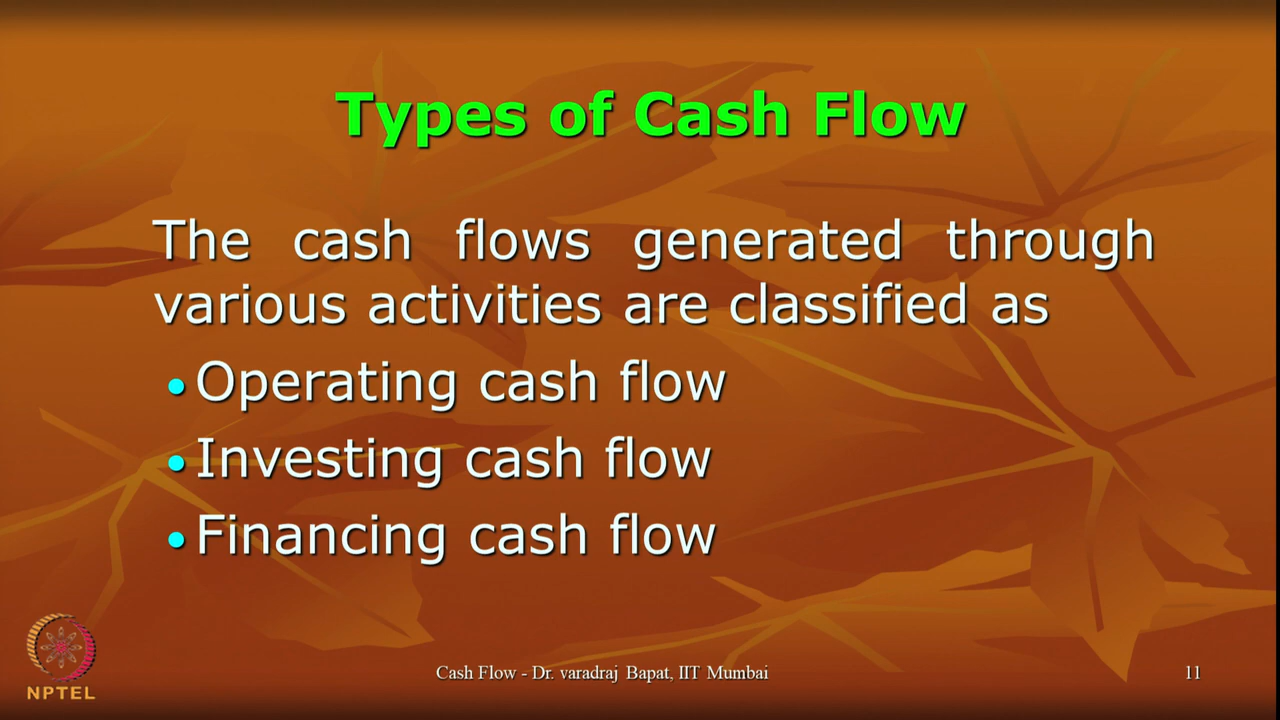 Types of Cash Flow
The cash flows generated through
various activities are classified as
• Operating cash flow
• Investing cash flow
• Financing cash flow
NPTEL
Cash Flow - Dr. varadraj Bapat, IIT Mumbai
11